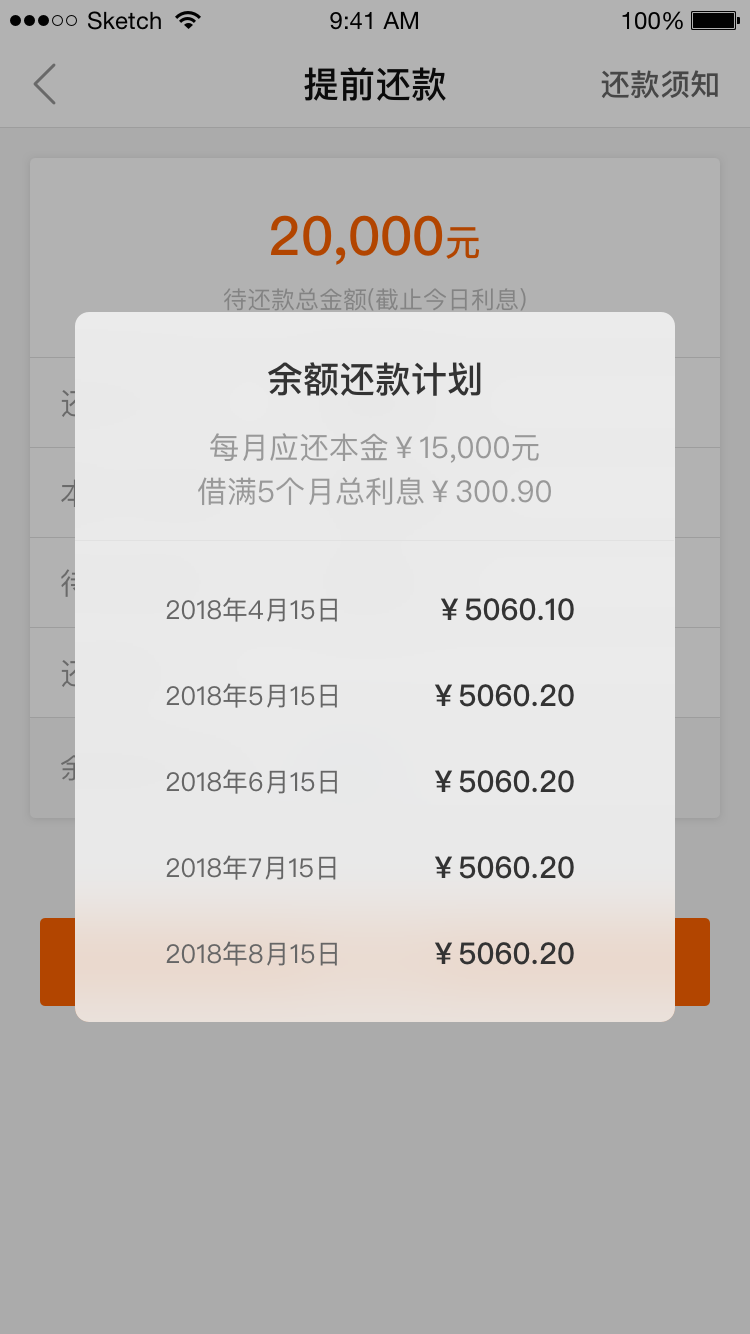 Sketch 9:41 AM 100%
提前还款 还款须知
20,000元
待还款总金额(截止今日利息)
余额还款计划
每月应还本金￥15,000元
借满5个月总利息￥300.90
2018年4月15日 ￥5060.10
2018年5月15日 ￥5060.20
2018年6月15日 ￥5060.20
2018年7月15日 ￥5060.20
2018年8月15日 ￥5060.20